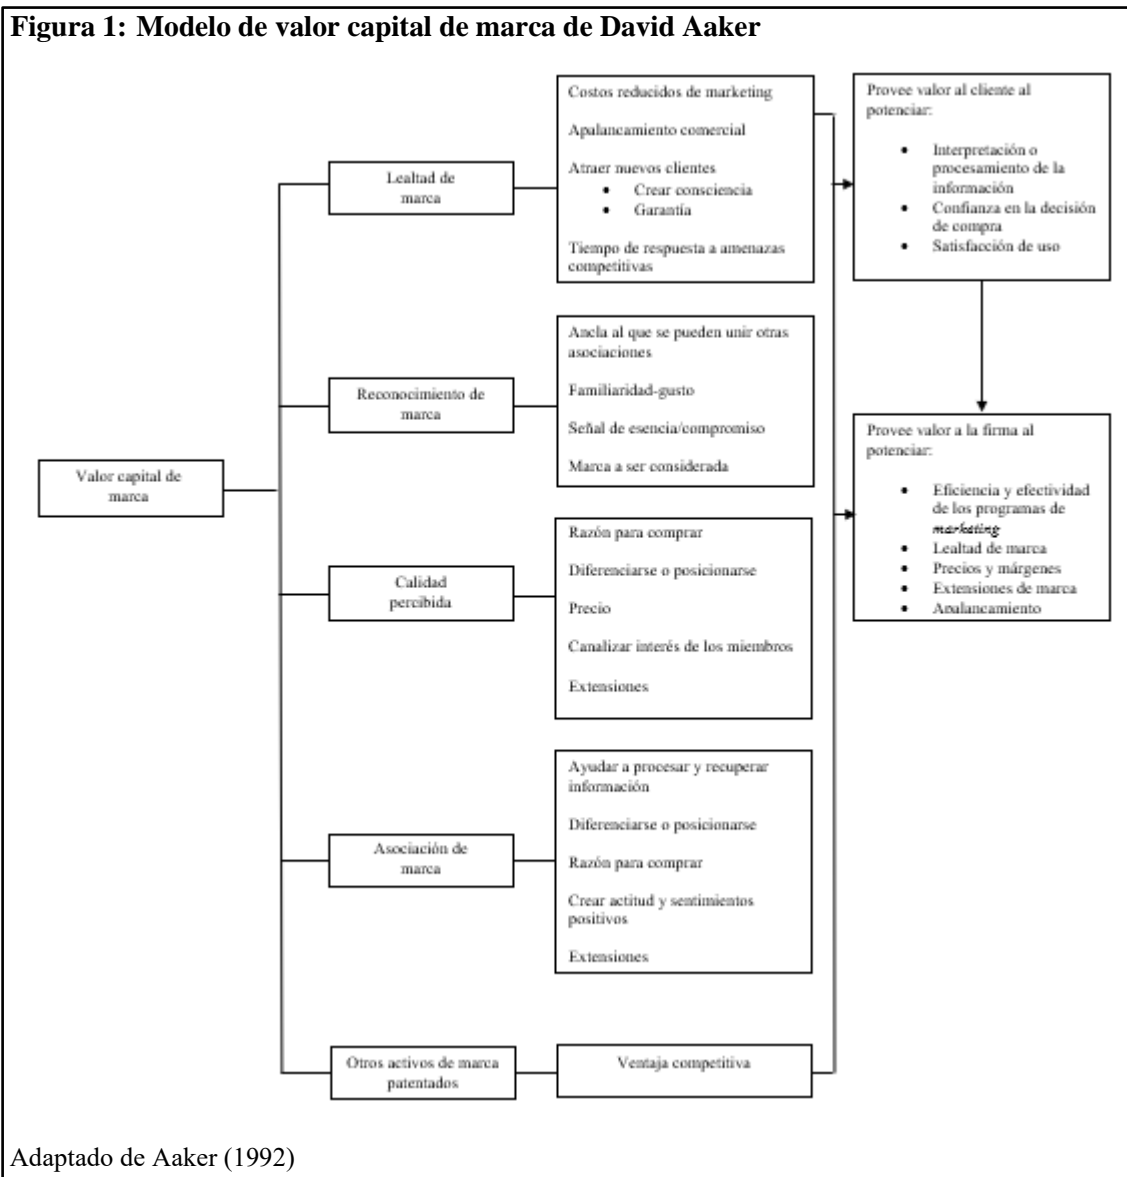 Figura 1: Modelo de valor capital de marca de David Aaker
Valor capital de
marca
Lealtad de
marca
Costos reducidos de marketing
Apalancamiento comercial
Atraer nuevos clientes
• Crear consciencia
• Garantía
Tiempo de respuesta a amenazas
competitivas
Reconocimiento de
marca
Ancla al que se pueden unir otras
asociaciones
Familiaridad-gusto
Señal de esencia/compromiso
Marca a ser considerada
Calidad
percibida
Razón para comprar
Diferenciarse o posicionarse
Precio
Canalizar interés de los miembros
Extensiones
Asociación de
marca
Ayudar a procesar y recuperar
información
Diferenciarse o posicionarse
Razón para comprar
Crear actitud y sentimientos
positivos
Extensiones
Otros activos de marca
patentados
Ventaja competitiva
Provee valor al cliente al
potenciar:
• Interpretación o
procesamiento de la
información
• Confianza en la decisión
de compra
• Satisfacción de uso
Provee valor a la firma al
potenciar:
• Eficiencia y efectividad
de los programas de
marketing
• Lealtad de marca
• Precios y márgenes
• Extensiones de marca
• Apalancamiento
Adaptado de Aaker (1992)